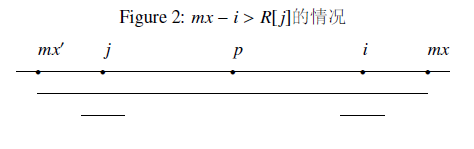 Figure 2: mx − i > R[j]的情况
mx′ j p i mx